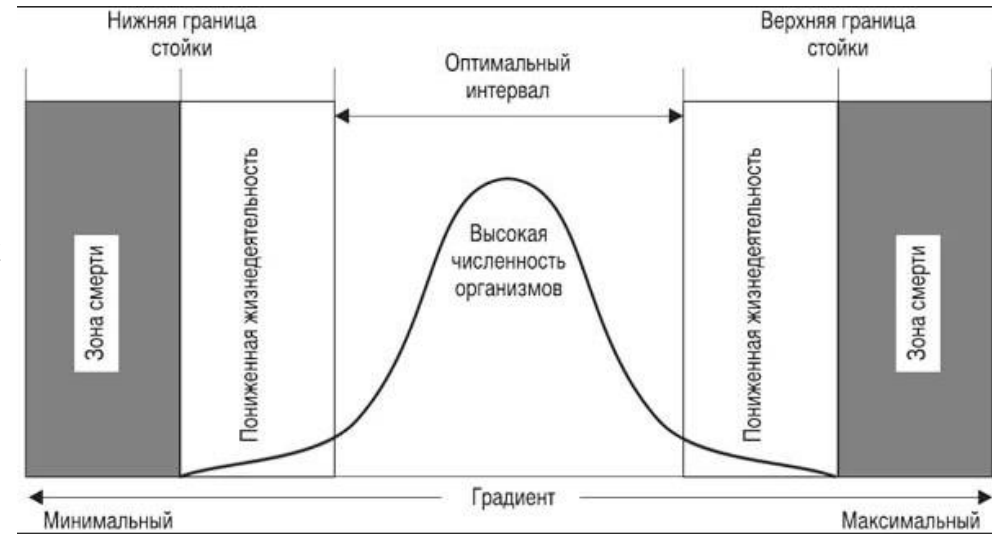 Нижняя граница
стойки
Верхняя граница
стойки
Оптимальный
интервал
Зона смерти
Пониженная жизнедеятельность
Высокая
численность
организмов
Пониженная жизнедеятельность
Зона смерти
Градиент
Минимальный
Максимальный